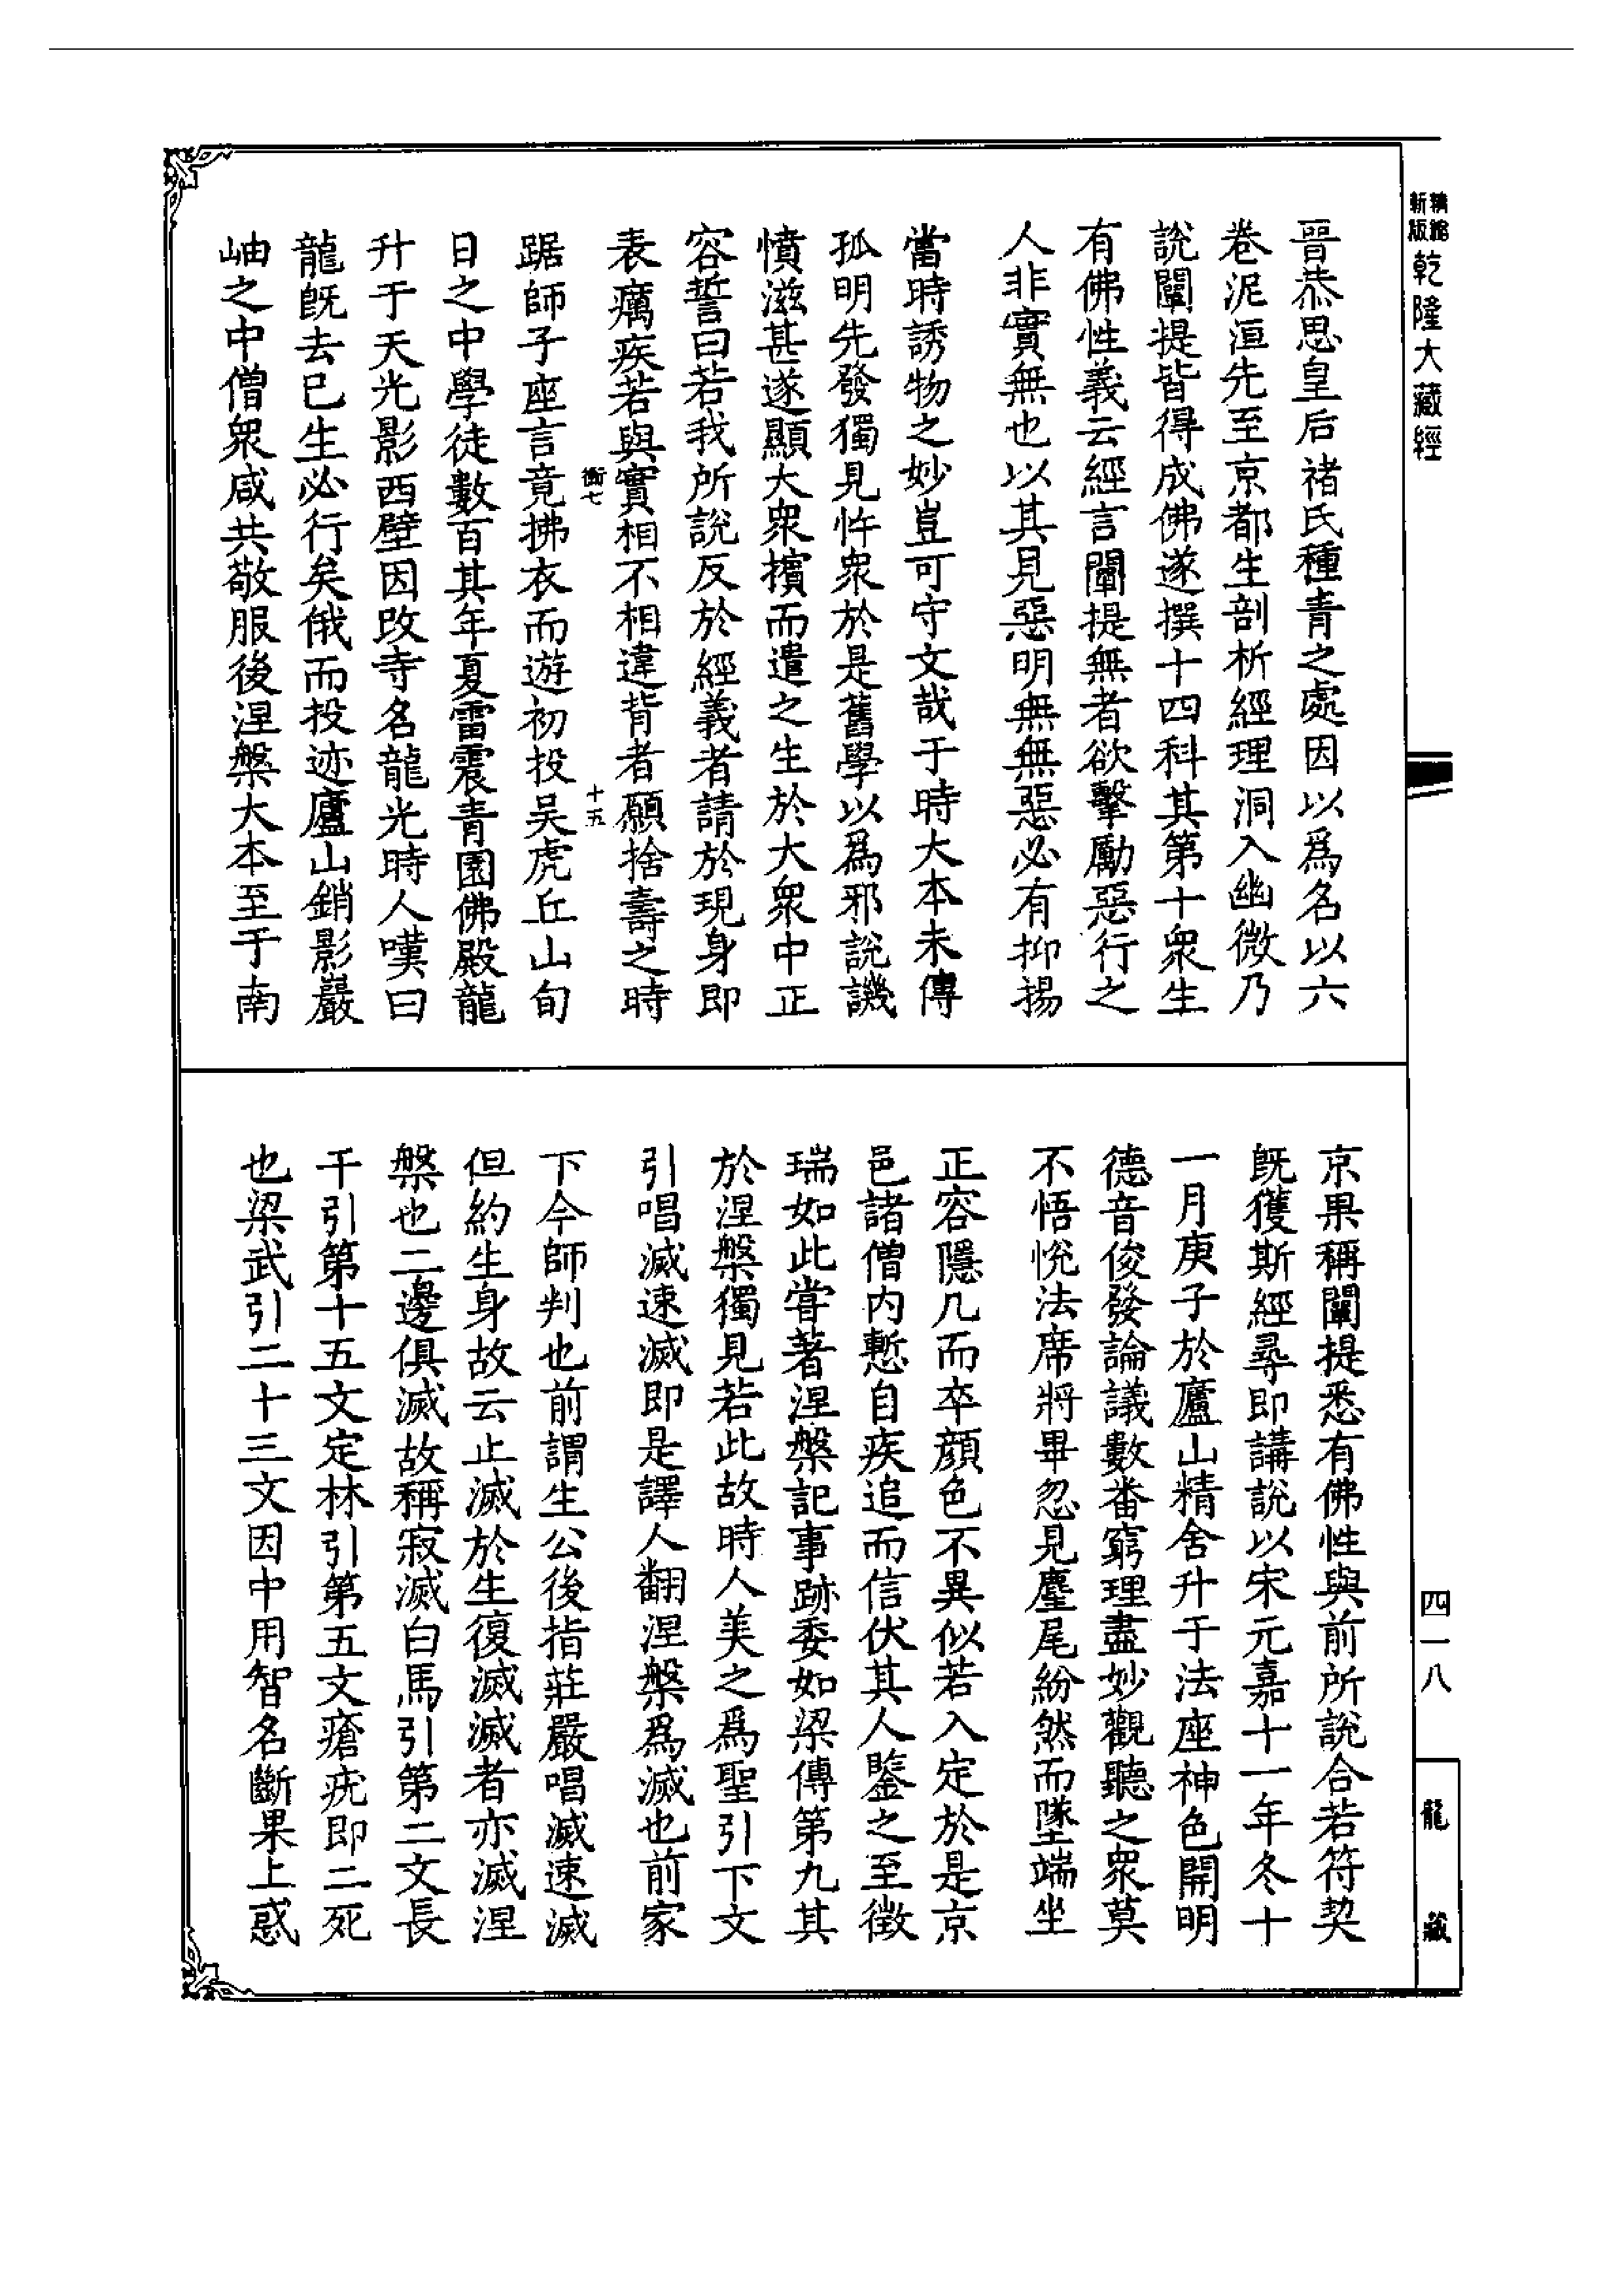 精縮
新版
乾隆大藏經
晋恭思皇后褚氏種青之處因以爲名以六
卷泥洹先至京都生剖析經理洞入幽微乃
說闡提皆得成佛遂撰十四科其第十衆生
有佛性義云經言闡提無者欲擊勵惡行之
人非實無也以其見惡明無無惡必有抑揚
當時誘物之妙豈可守文哉于時大本未傳
孤明先發獨見忤衆於是舊學以爲邪說譏
憤滋甚遂顯大衆擯而遣之生於大衆中正
容誓曰若我所說反於經義者請於現身即
表癘疾若與實相不相違背者願捨壽之時
衝七
十五
踞師子座言竟拂衣而遊初投吴虎丘山旬
日之中學徒數百其年夏雷震青園佛殿龍
升于天光影西壁因改寺名龍光時人嘆曰
龍旣去已生必行矣俄而投迹廬山銷影巖
岫之中僧衆咸共敬服後涅槃大本至于南
京果稱闡提悉有佛性與前所說合若符契
旣獲斯經尋即講說以宋元嘉十一年冬十
一月庚子於廬山精舍升于法座神色開明
德音俊發論議數番窮理盡妙觀聽之衆莫
不悟悅法席將畢忽見麈尾紛然而墜端坐
正容隱几而卒顔色不異似若入定於是京
邑諸僧内慙自疾追而信伏其人鑒之至徵
瑞如此甞著涅槃記事跡委如梁傳第九其
於涅槃獨見若此故時人美之爲聖引下文
引唱滅速滅即是譯人翻涅槃爲滅也前家
下今師判也前謂生公後指莊嚴唱滅速滅
但約生身故云止滅於生復滅滅者亦滅涅
槃也二邊俱滅故稱寂滅白馬引第二文長
干引第十五文定林引第五文瘡疣即二死
也梁武引二十三文因中用智名斷果上惑
四一八
龍藏